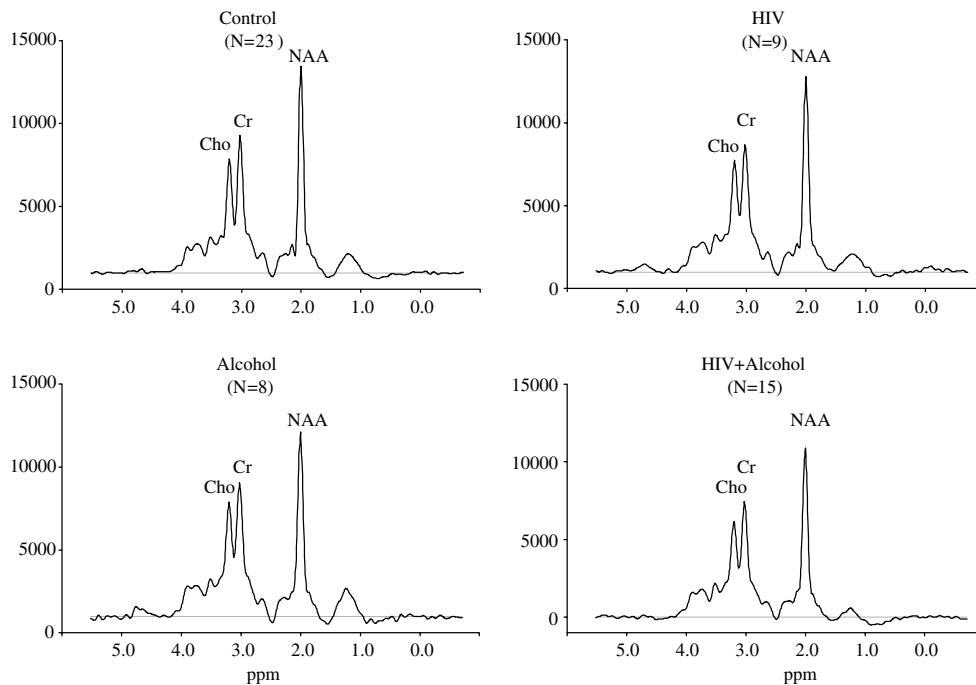 Control
(N=23 )
NAA
Cr
Cho
15000
10000
5000
0
5.0 4.0 3.0 2.0 1.0 0.0
HIV
(N=9)
NAA
Cr
Cho
15000
10000
5000
0
5.0 4.0 3.0 2.0 1.0 0.0
Alcohol
(N=8)
NAA
Cr
Cho
15000
10000
5000
0
5.0 4.0 3.0 2.0 1.0 0.0
ppm
HIV+Alcohol
(N=15)
NAA
Cr
Cho
15000
10000
5000
0
5.0 4.0 3.0 2.0 1.0 0.0
ppm